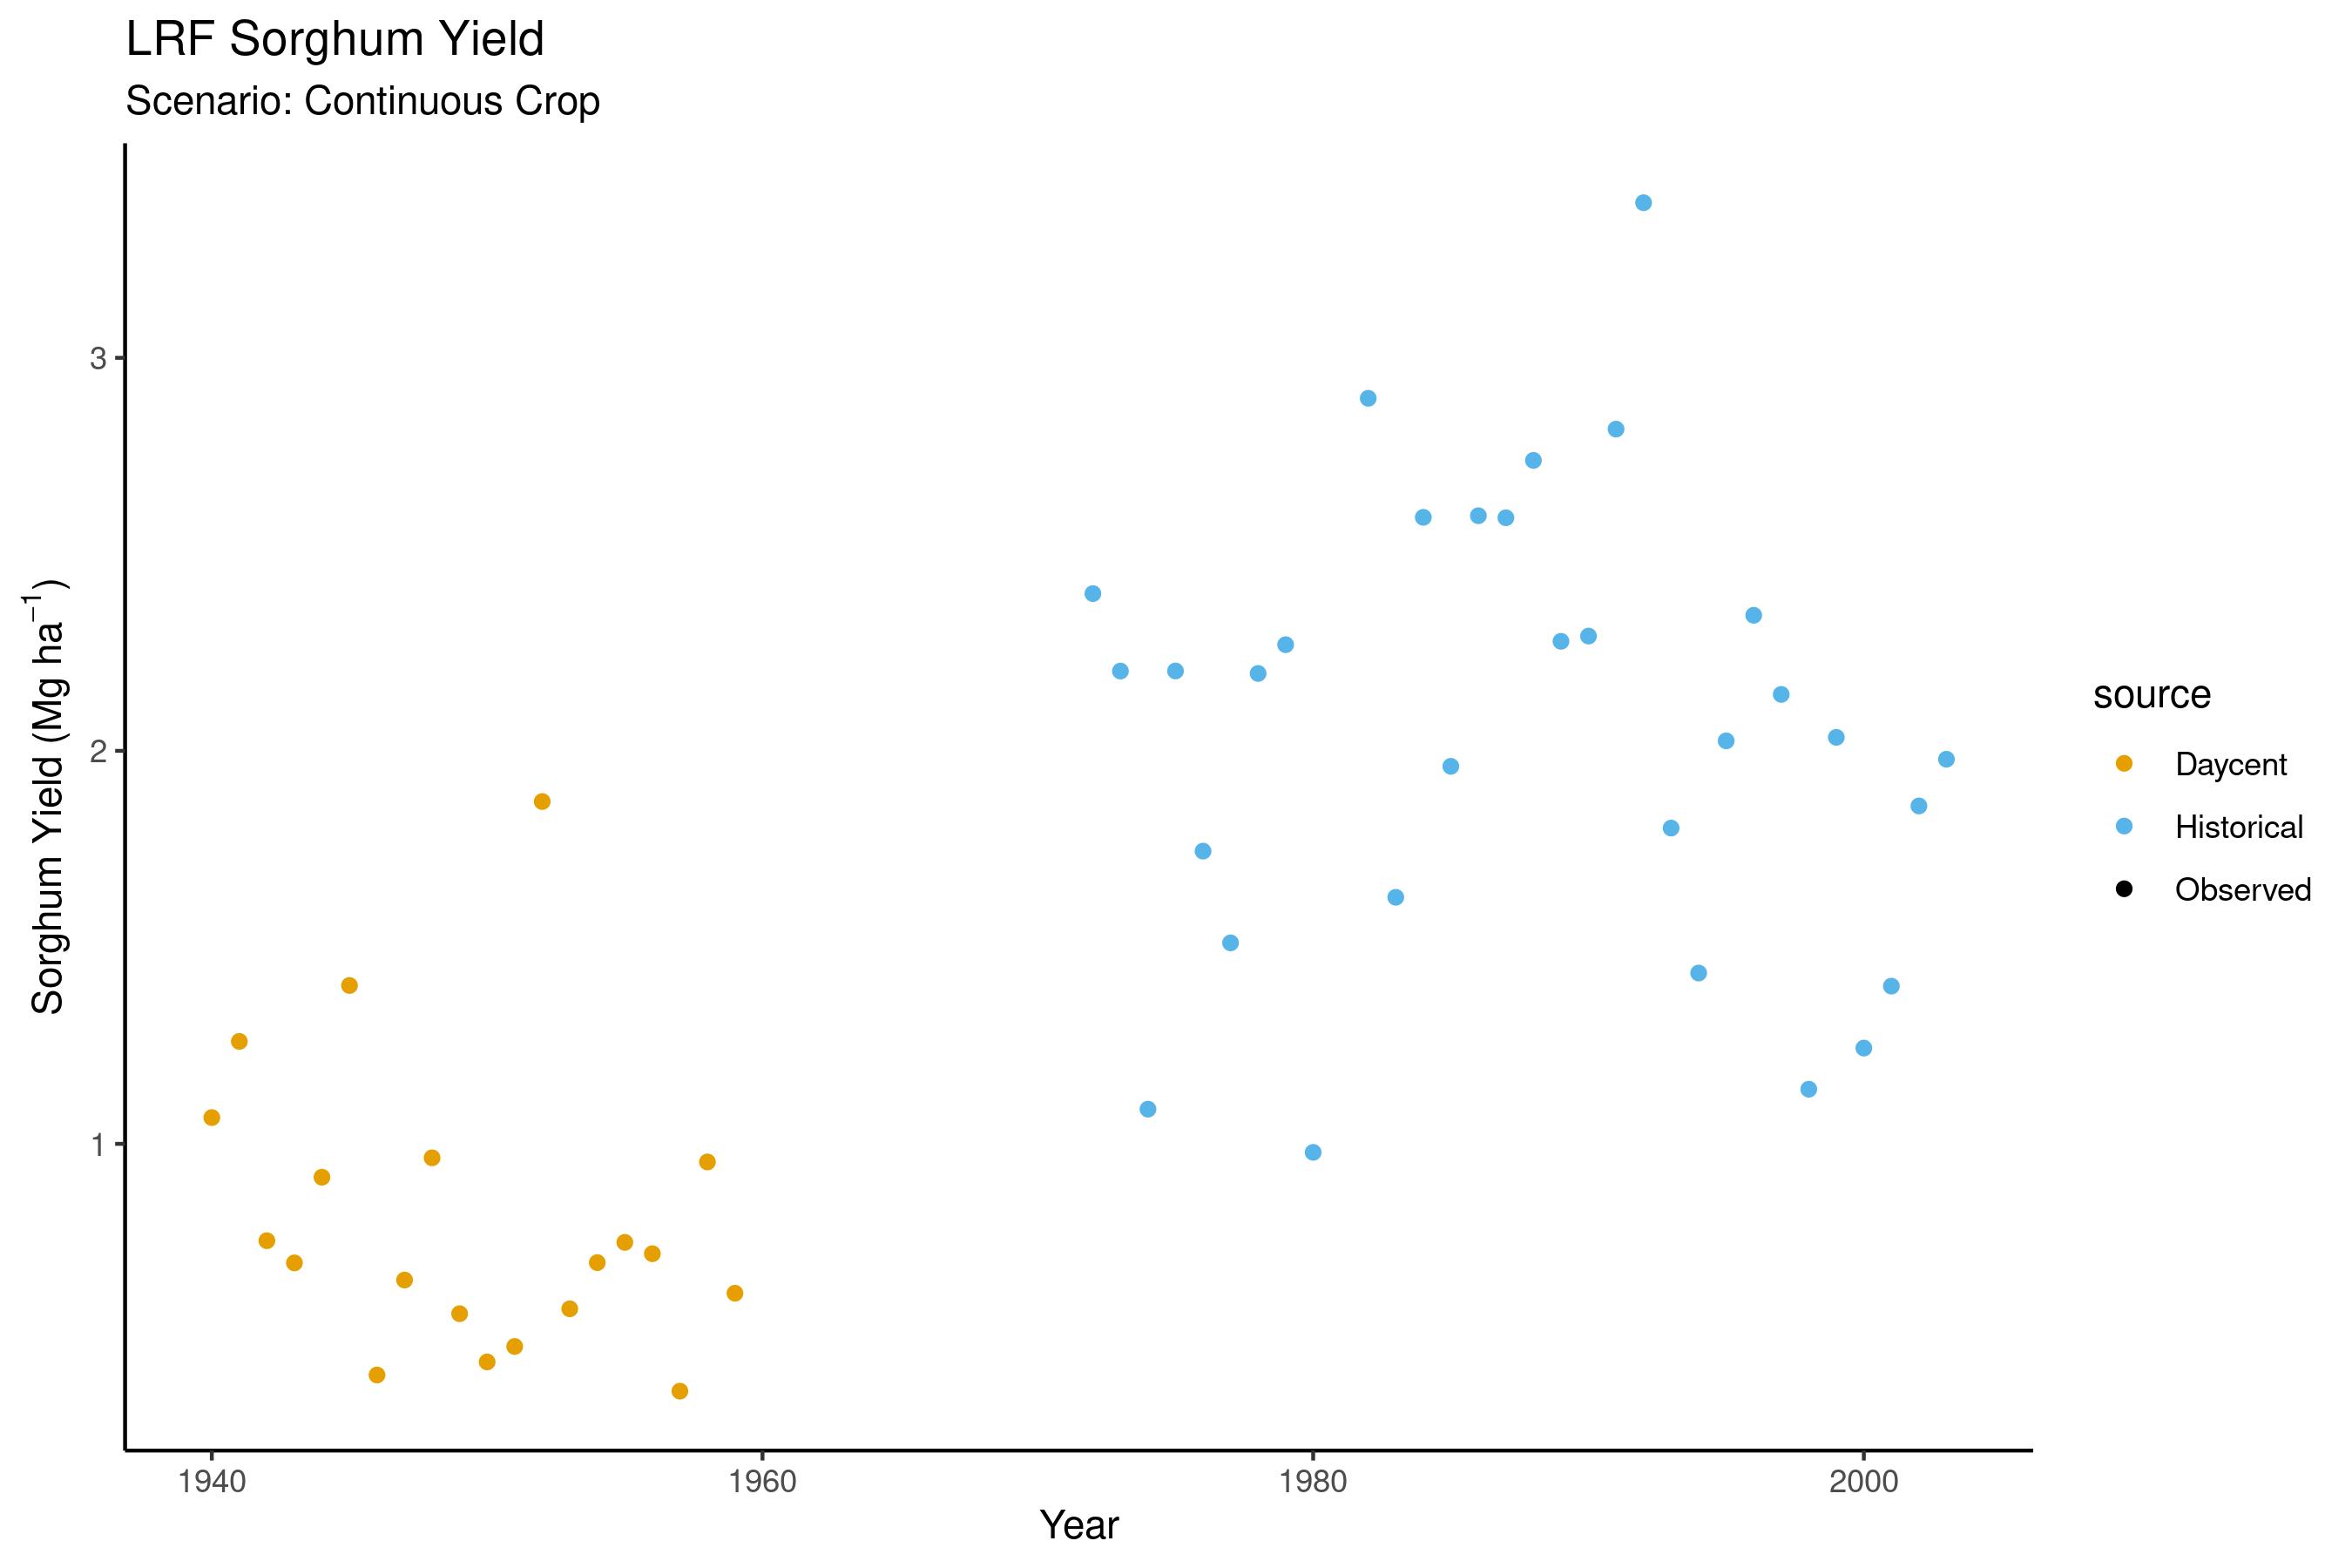 LRF Sorghum Yield
Scenario: Continuous Crop
Sorghum Yield (Mg ha⁻¹)
3
2
1
1940
1960
1980
2000
Year
source
Daycent
Historical
Observed